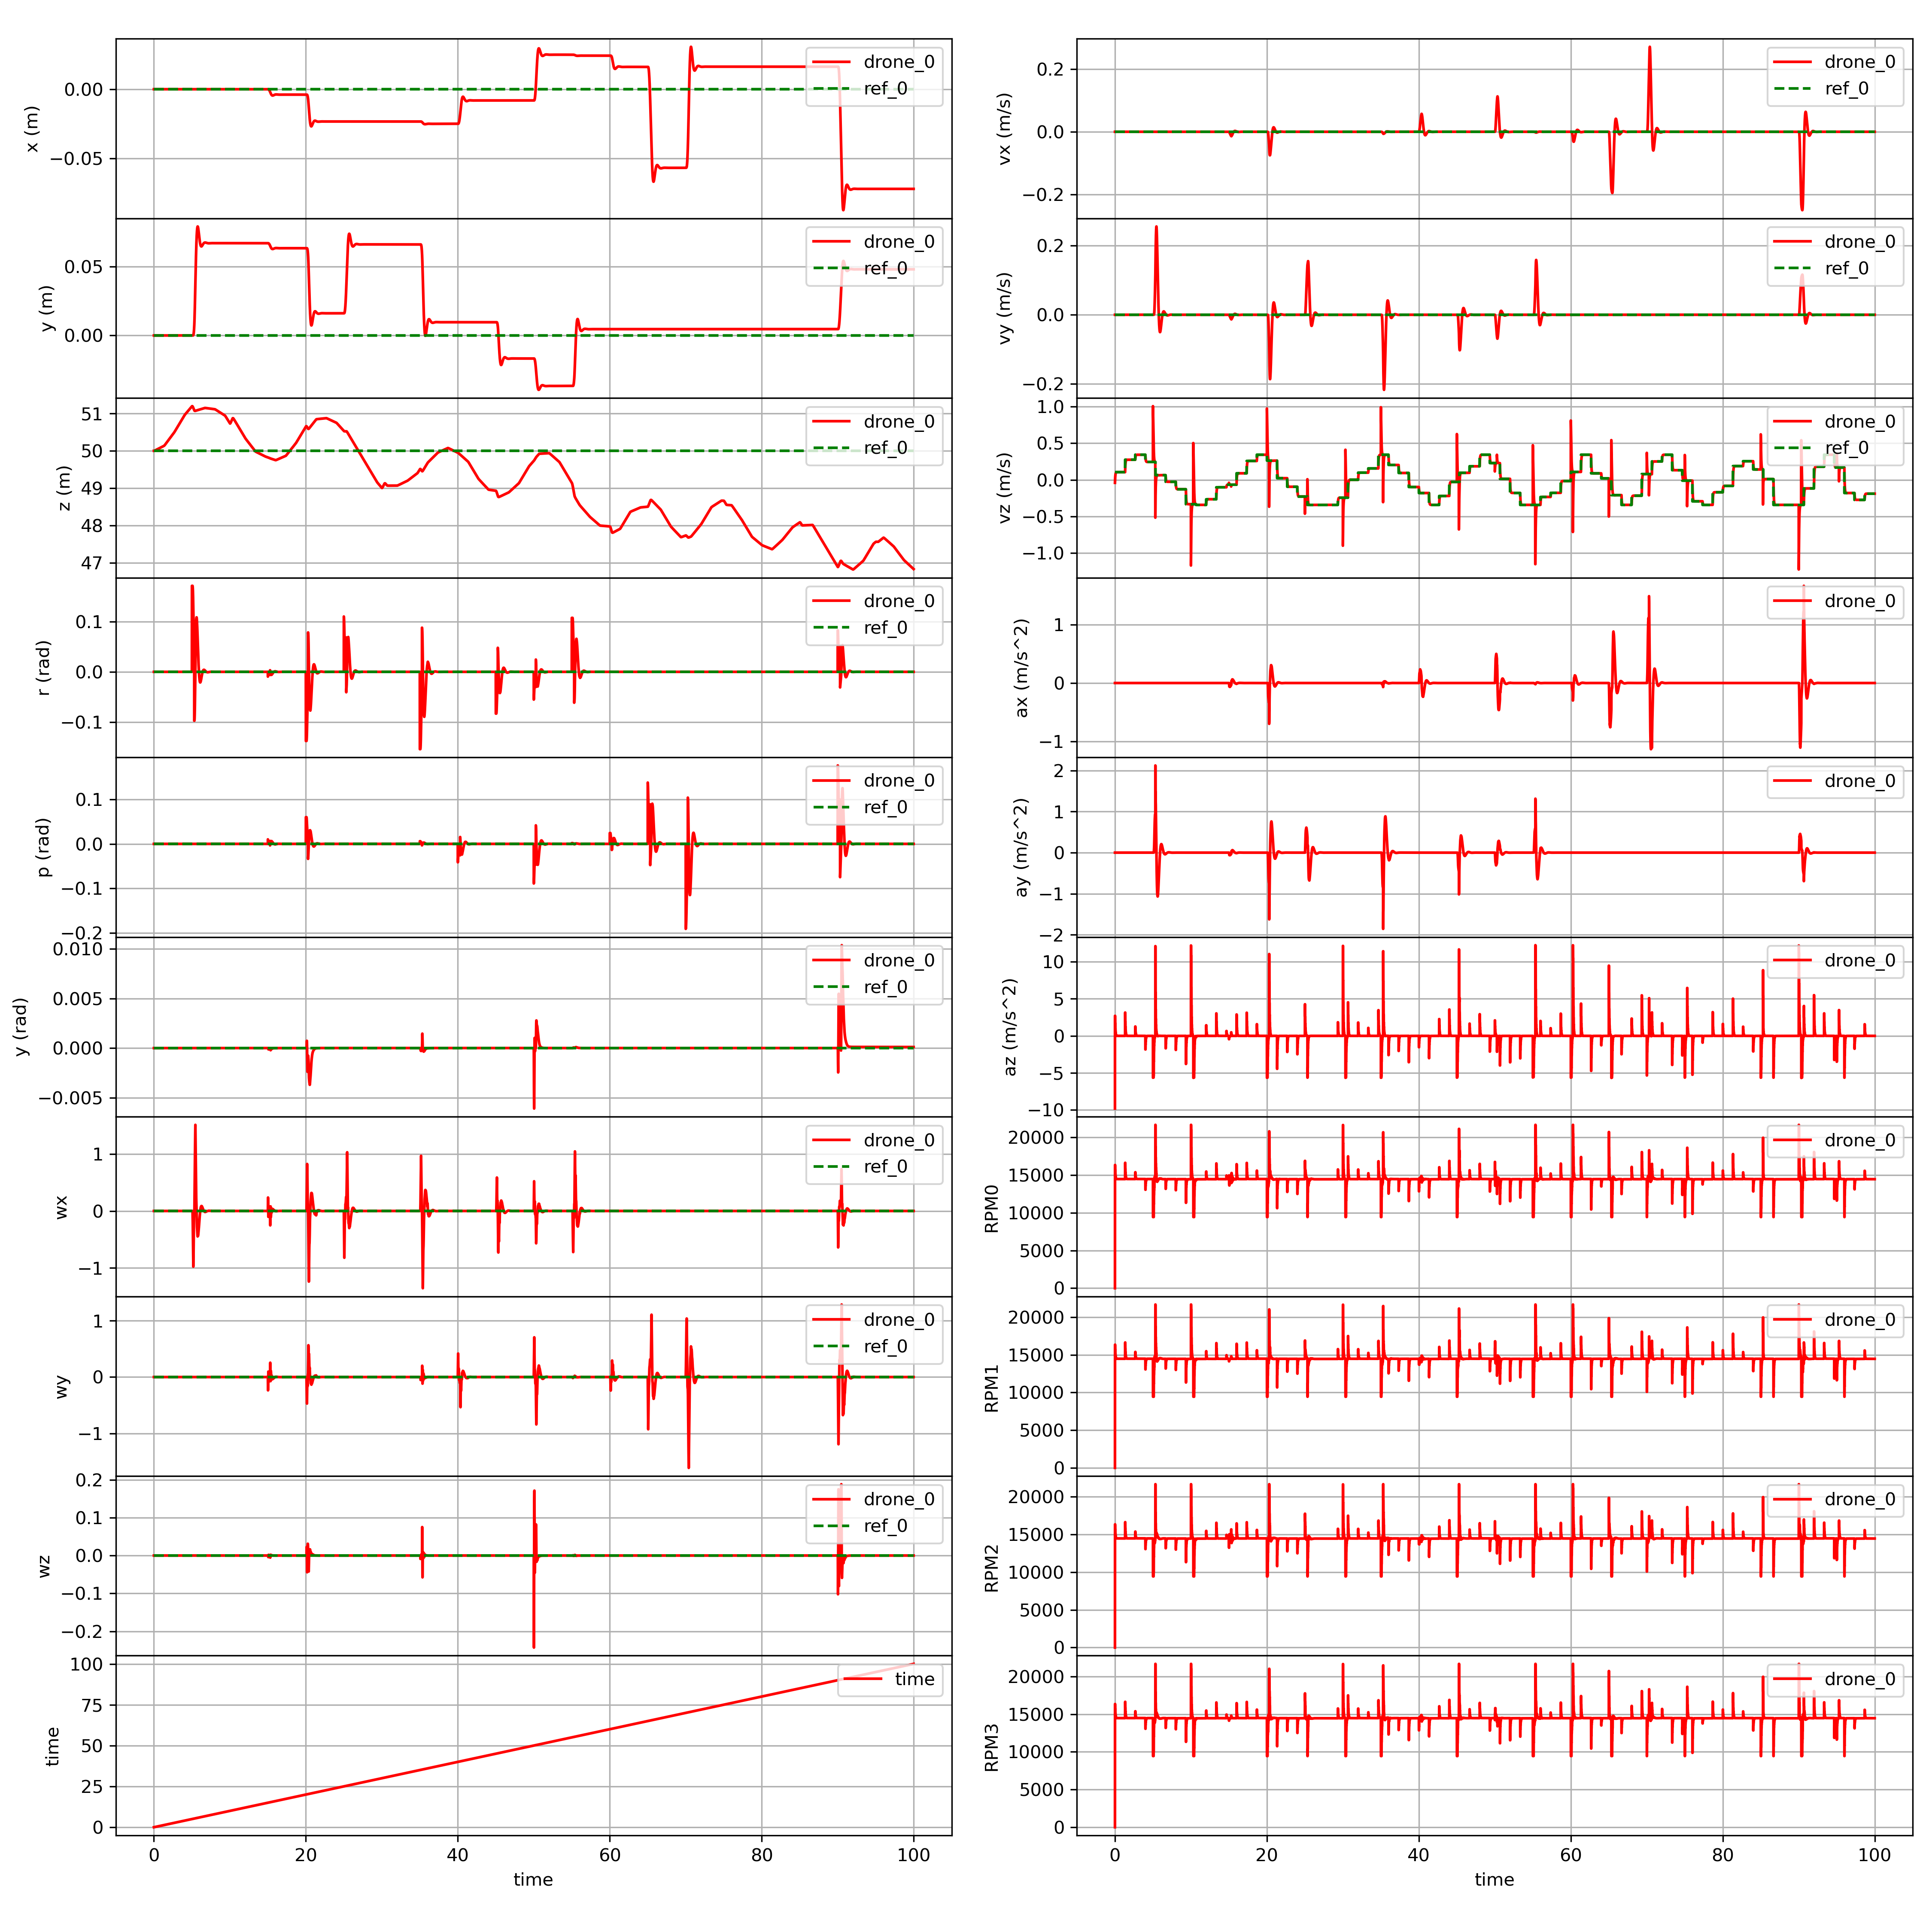 x (m)
0.00
−0.05
drone_0
ref_0
y (m)
0.05
0.00
drone_0
ref_0
z (m)
51
50
49
48
47
drone_0
ref_0
r (rad)
0.1
0.0
−0.1
drone_0
ref_0
p (rad)
0.1
0.0
−0.1
−0.2
drone_0
ref_0
y (rad)
0.010
0.005
0.000
−0.005
drone_0
ref_0
wx
1
0
−1
drone_0
ref_0
wy
1
0
−1
drone_0
ref_0
wz
0.2
0.1
0.0
−0.1
−0.2
drone_0
ref_0
time
100
75
50
25
0
time
0 20 40 60 80 100
time
vx (m/s)
0.2
0.0
−0.2
drone_0
ref_0
vy (m/s)
0.2
0.0
−0.2
drone_0
ref_0
vz (m/s)
1.0
0.5
0.0
−0.5
−1.0
drone_0
ref_0
ax (m/s^2)
1
0
−1
drone_0
ay (m/s^2)
2
1
0
−1
−2
drone_0
az (m/s^2)
10
5
0
−5
−10
drone_0
RPM0
20000
15000
10000
5000
0
drone_0
RPM1
20000
15000
10000
5000
0
drone_0
RPM2
20000
15000
10000
5000
0
drone_0
RPM3
20000
15000
10000
5000
0
drone_0
0 20 40 60 80 100
time